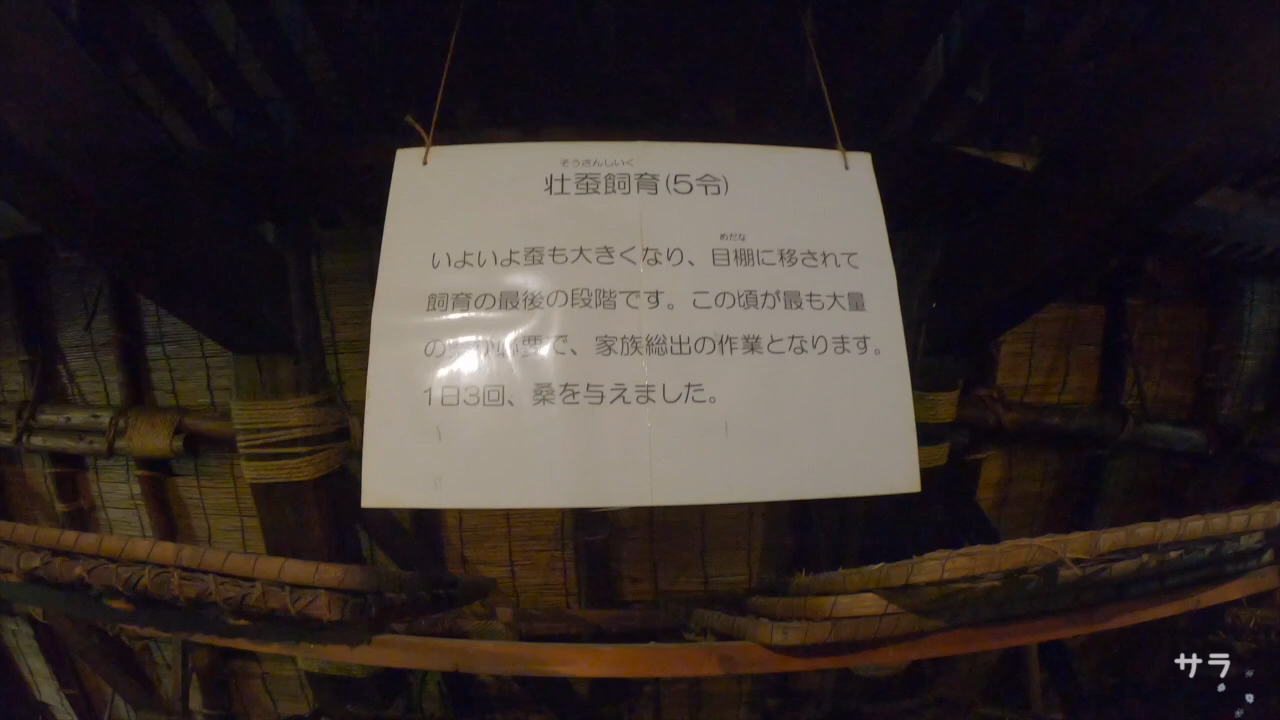 そうさんしいく
壮蚕飼育(5令)
めだな
いよいよ蚕も大きくなり、目棚に移されて
飼育の最後の段階です。この頃が最も大量
の桑が必要で、家族総出の作業となります。
1日3回、桑を与えました。
サラ